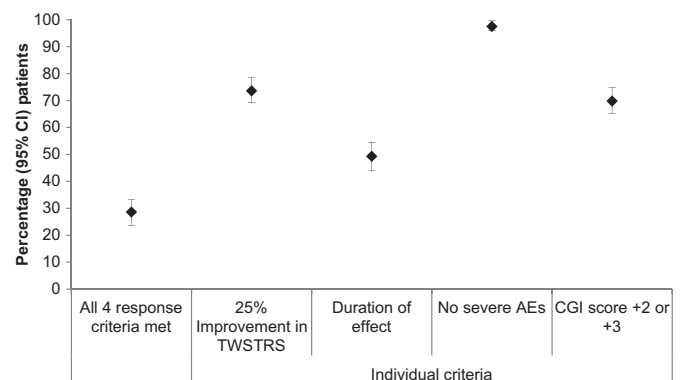 Percentage (95% CI) patients
100
90
80
70
60
50
40
30
20
10
0
All 4 response
criteria met
25%
Improvement in
TWSTRS
Duration of
effect
No severe AEs
CGI score +2 or
+3
Individual criteria